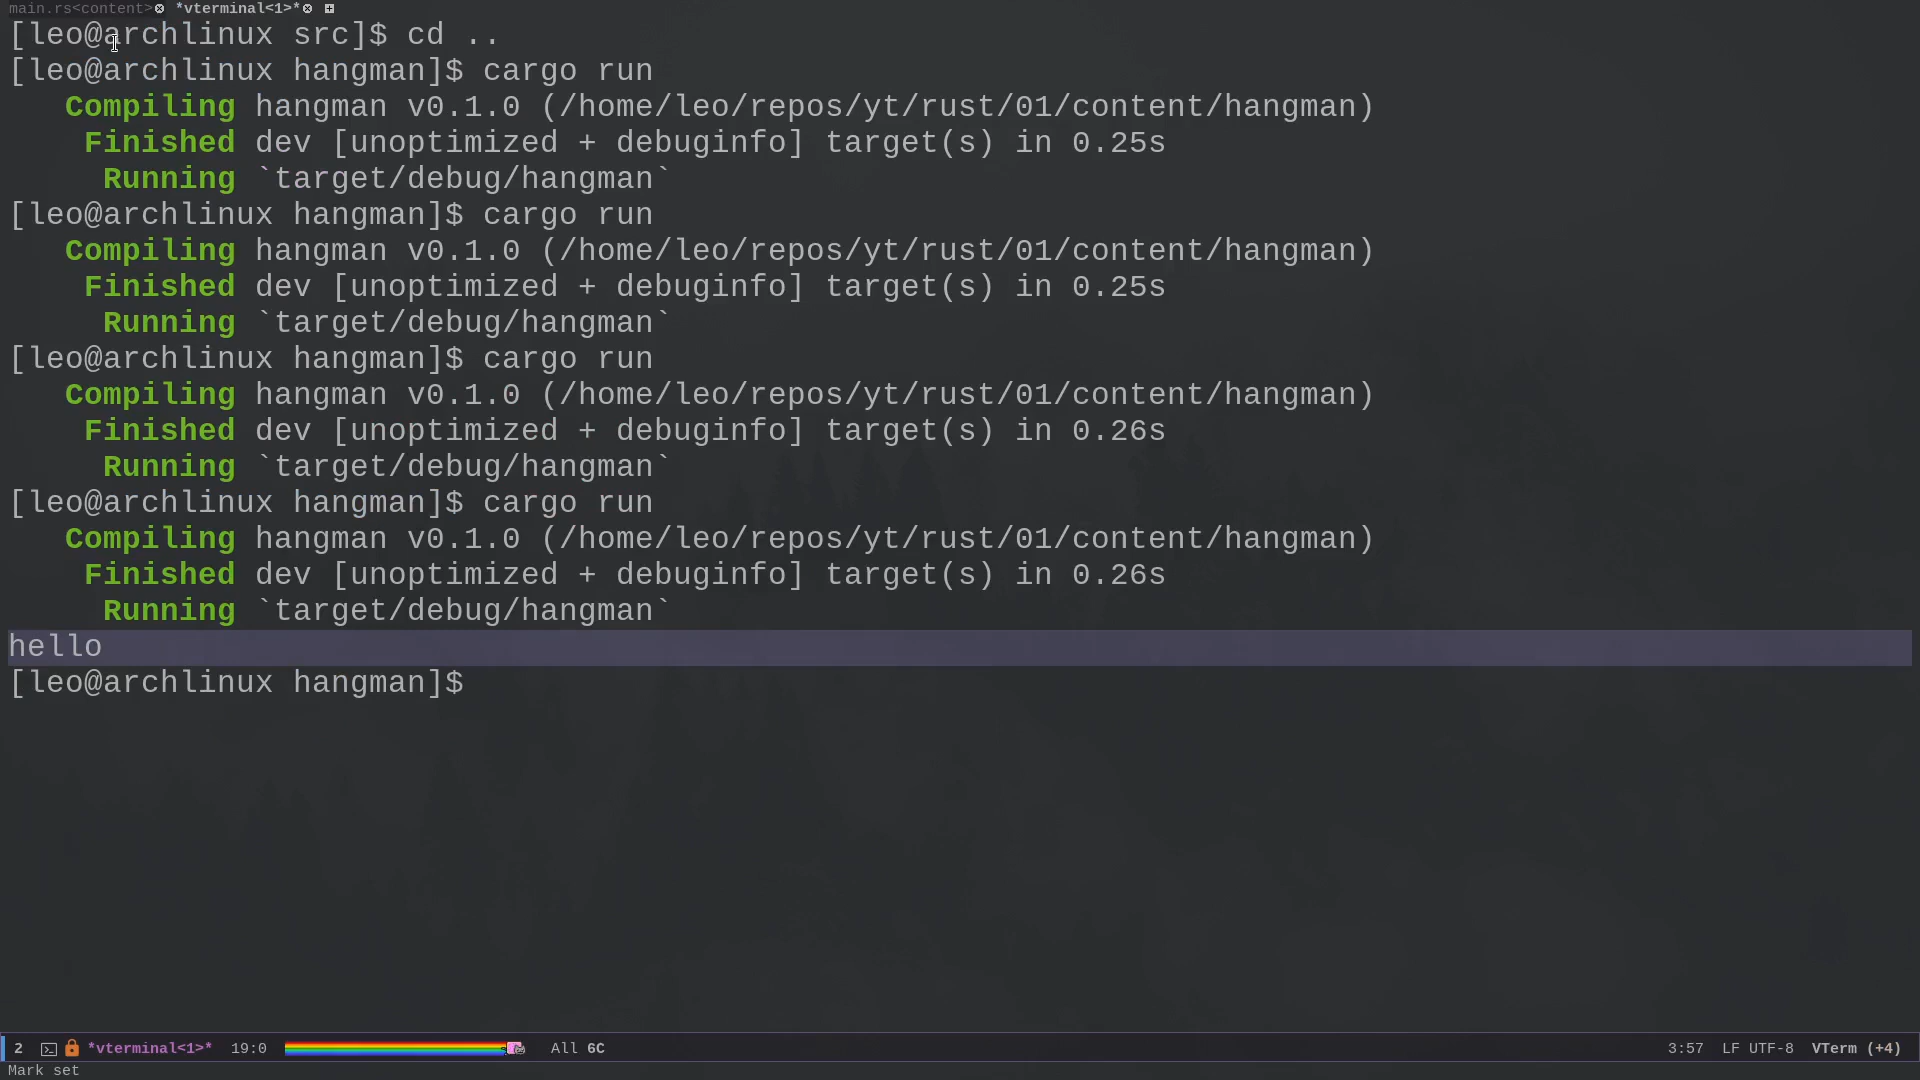 main.rs<content> *vterminal<1>*
[leo@archlinux src]$ cd ..
[leo@archlinux hangman]$ cargo run
   Compiling hangman v0.1.0 (/home/leo/repos/yt/rust/01/content/hangman)
    Finished dev [unoptimized + debuginfo] target(s) in 0.25s
     Running `target/debug/hangman`
[leo@archlinux hangman]$ cargo run
   Compiling hangman v0.1.0 (/home/leo/repos/yt/rust/01/content/hangman)
    Finished dev [unoptimized + debuginfo] target(s) in 0.25s
     Running `target/debug/hangman`
[leo@archlinux hangman]$ cargo run
   Compiling hangman v0.1.0 (/home/leo/repos/yt/rust/01/content/hangman)
    Finished dev [unoptimized + debuginfo] target(s) in 0.26s
     Running `target/debug/hangman`
[leo@archlinux hangman]$ cargo run
   Compiling hangman v0.1.0 (/home/leo/repos/yt/rust/01/content/hangman)
    Finished dev [unoptimized + debuginfo] target(s) in 0.26s
     Running `target/debug/hangman`
hello
[leo@archlinux hangman]$
2 *vterminal<1>* 19:0 All 6C 3:57 LF UTF-8 VTerm (+4)
Mark set